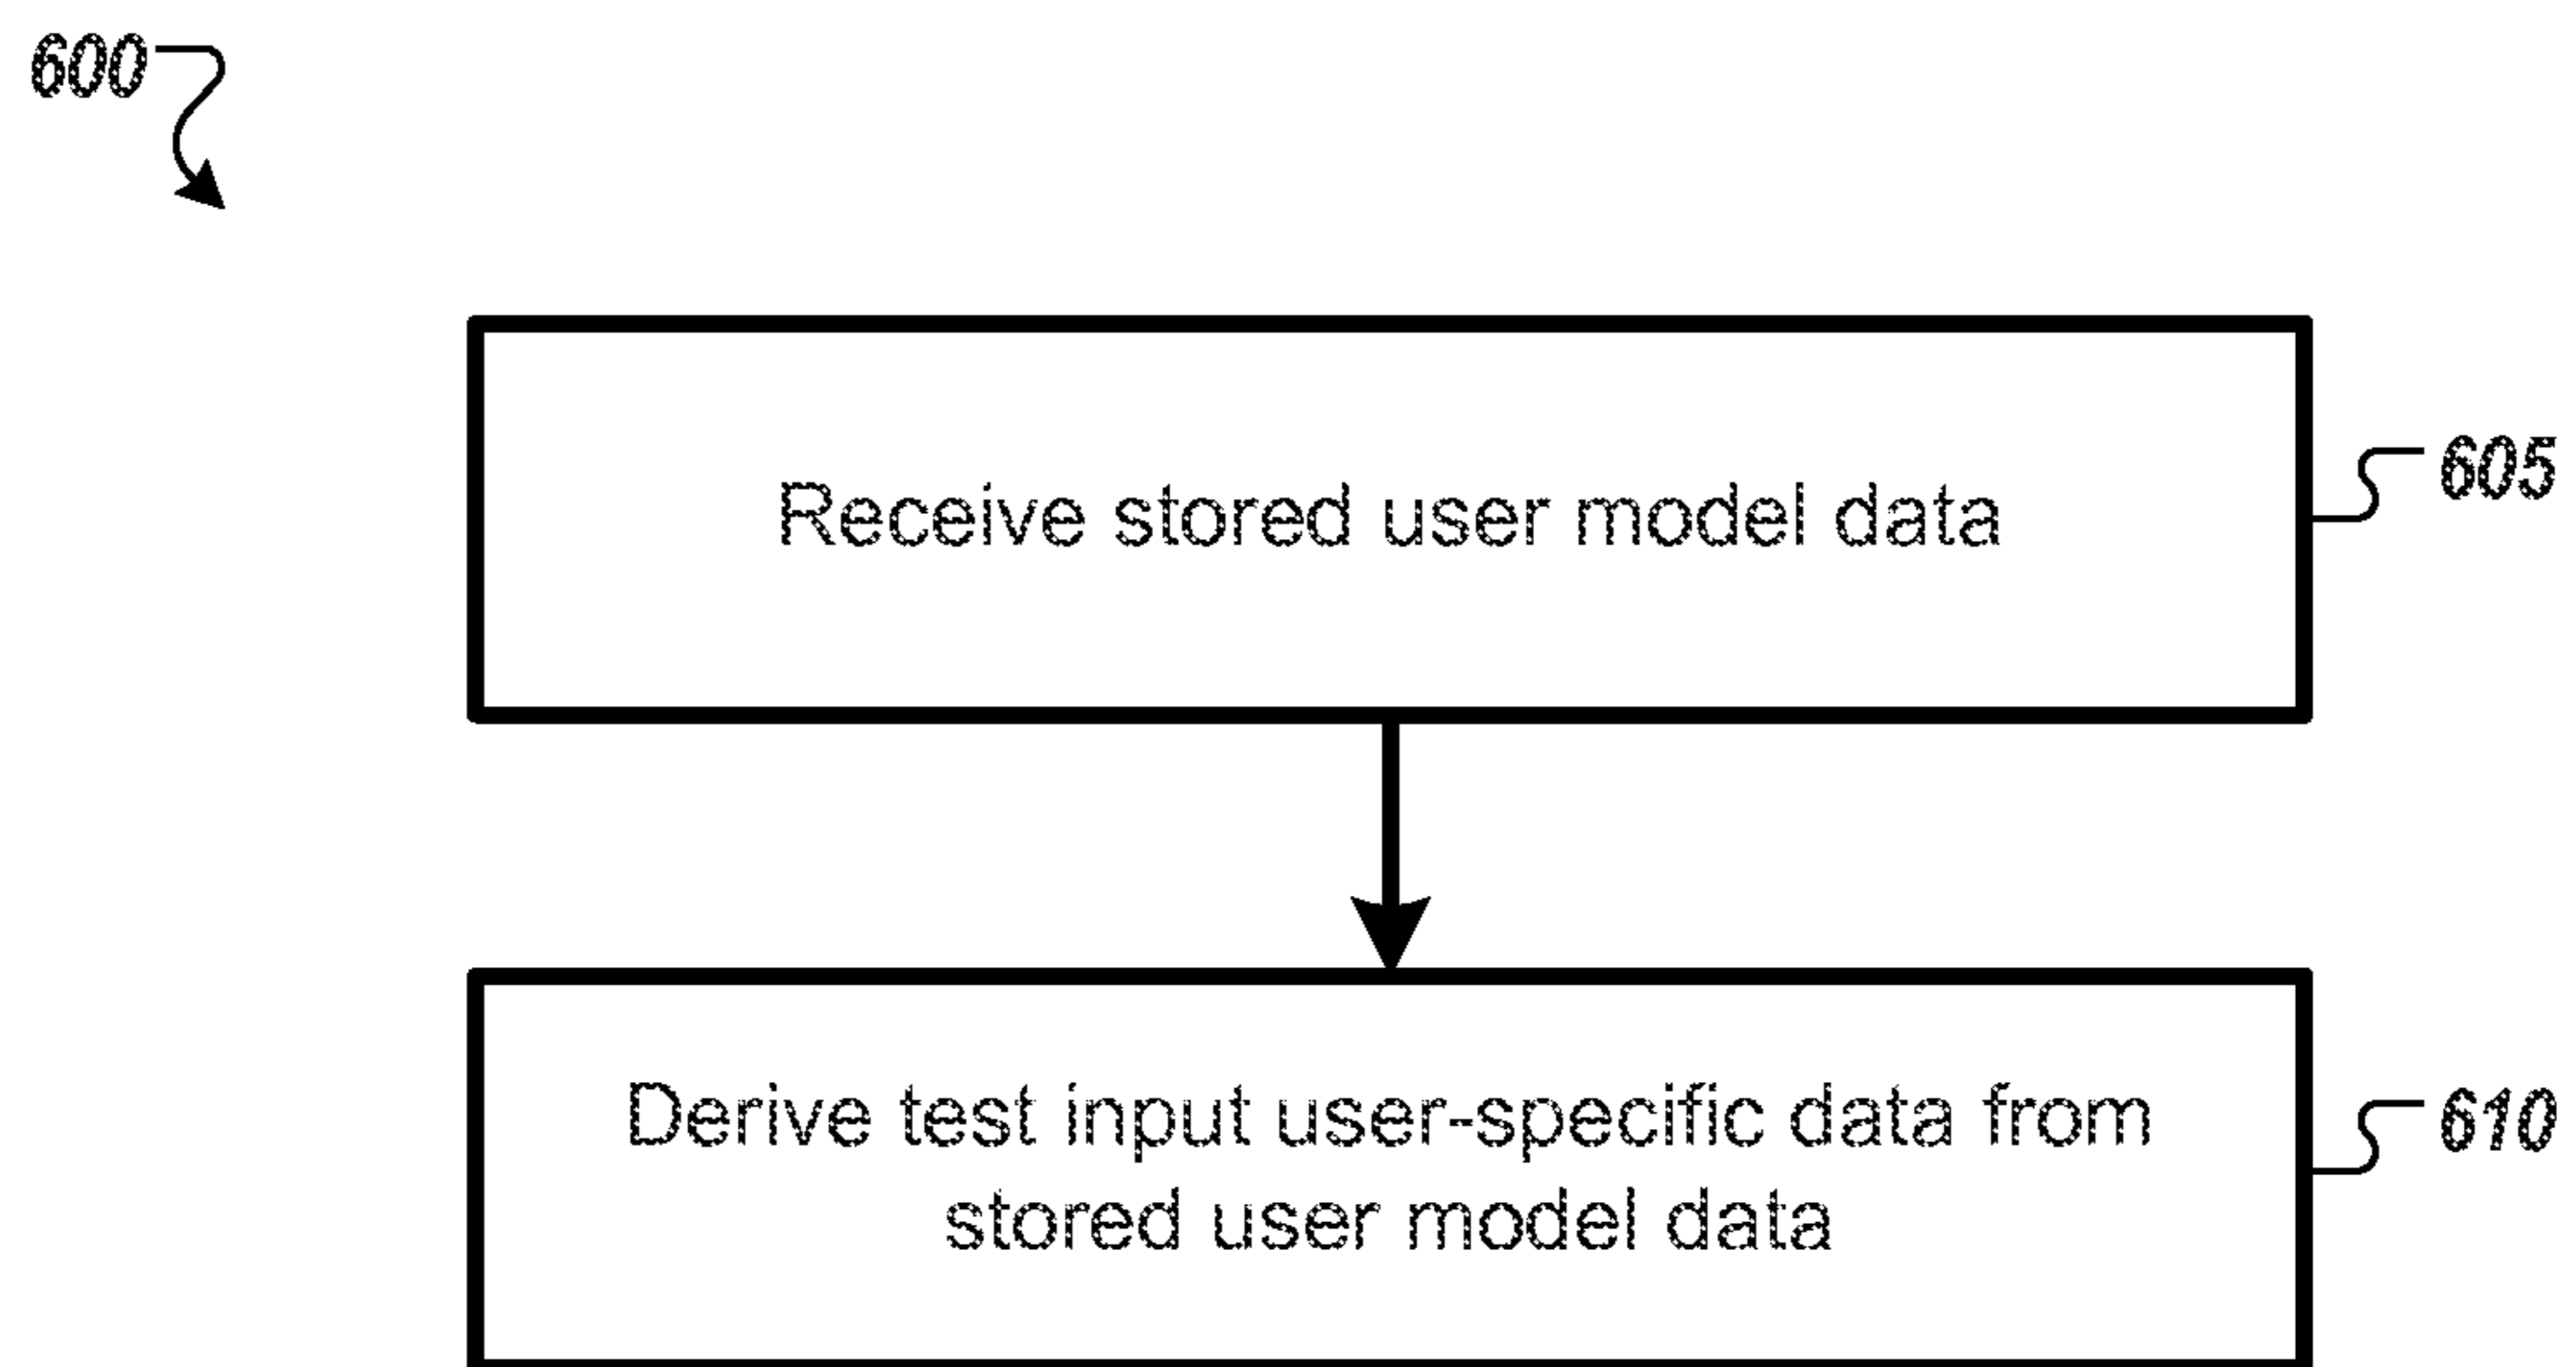 600
Receive stored user model data
605
Derive test input user-specific data from
stored user model data
610